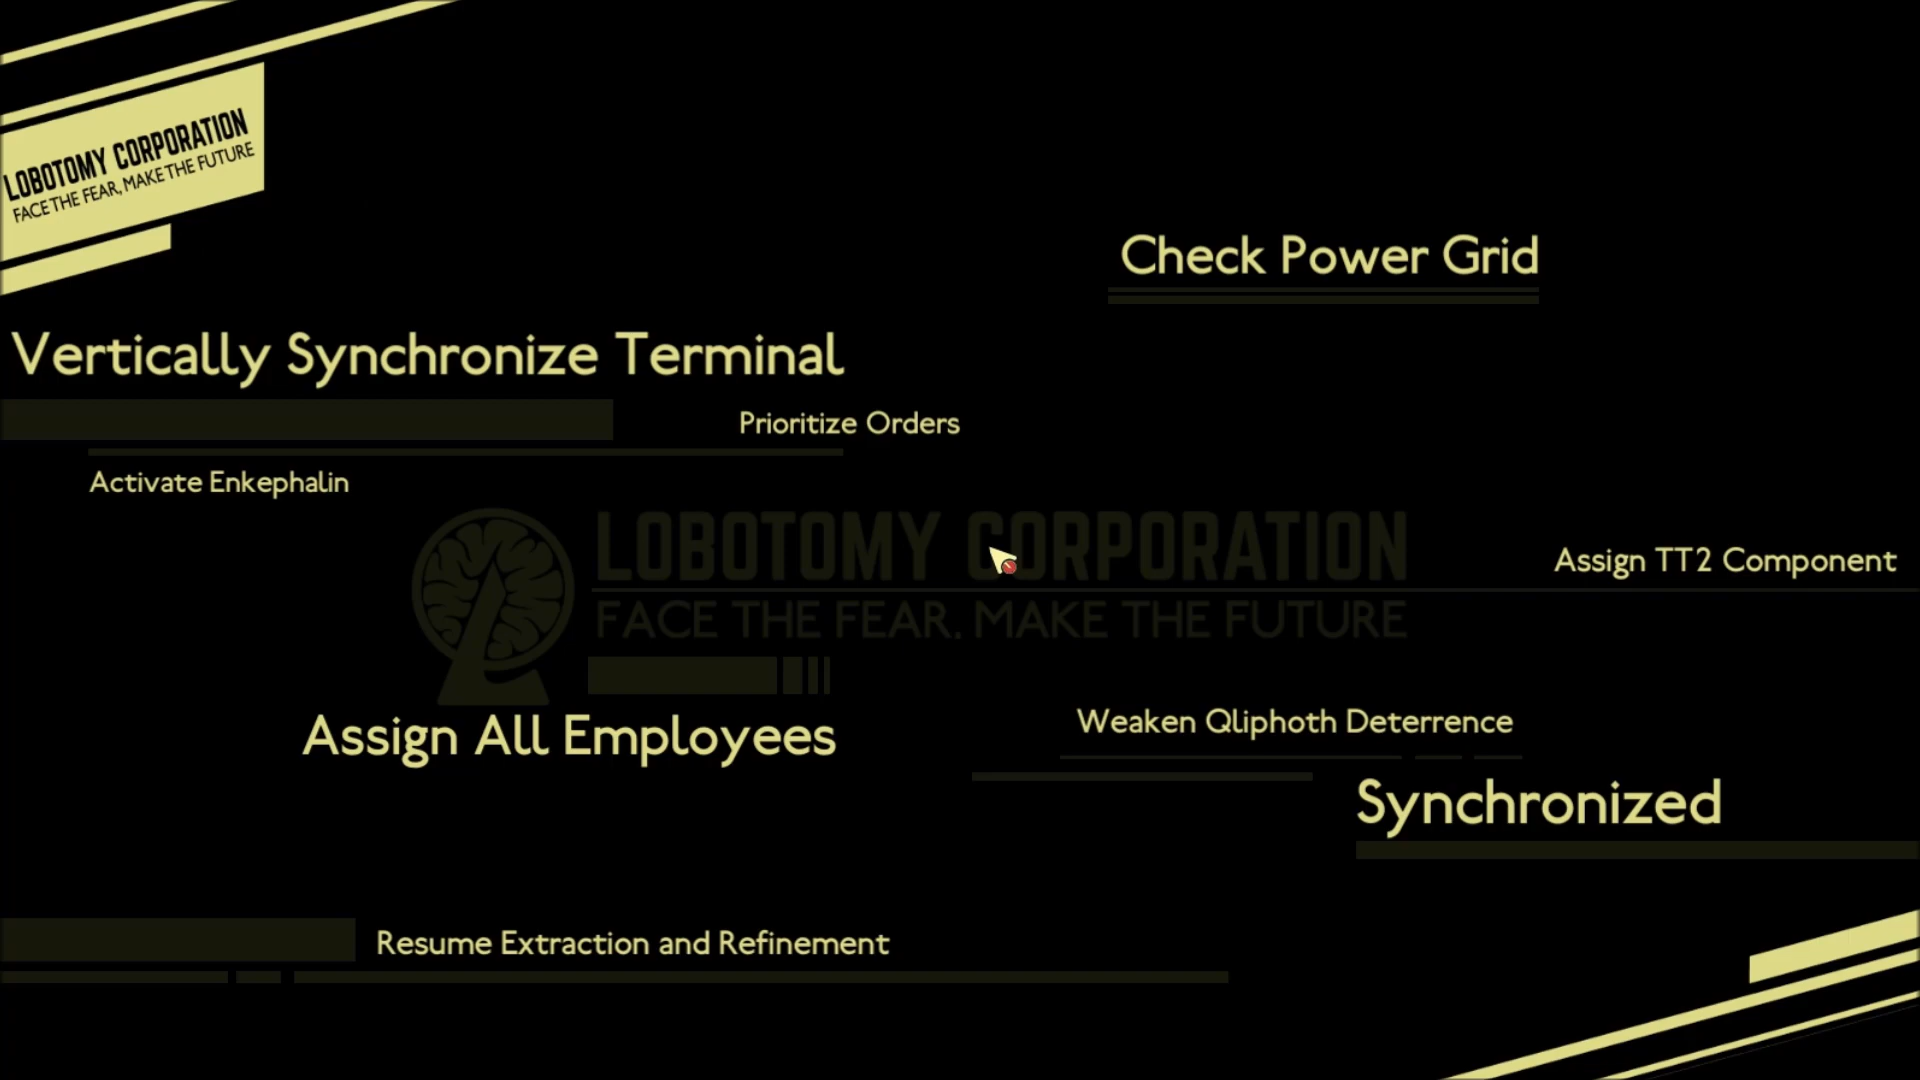 LOBOTOMY CORPORATION
FACE THE FEAR, MAKE THE FUTURE
Check Power Grid
Vertically Synchronize Terminal
Prioritize Orders
Activate Enkephalin
LOBOTOMY CORPORATION
FACE THE FEAR. MAKE THE FUTURE
Assign TT2 Component
Assign All Employees
Weaken Qliphoth Deterrence
Synchronized
Resume Extraction and Refinement